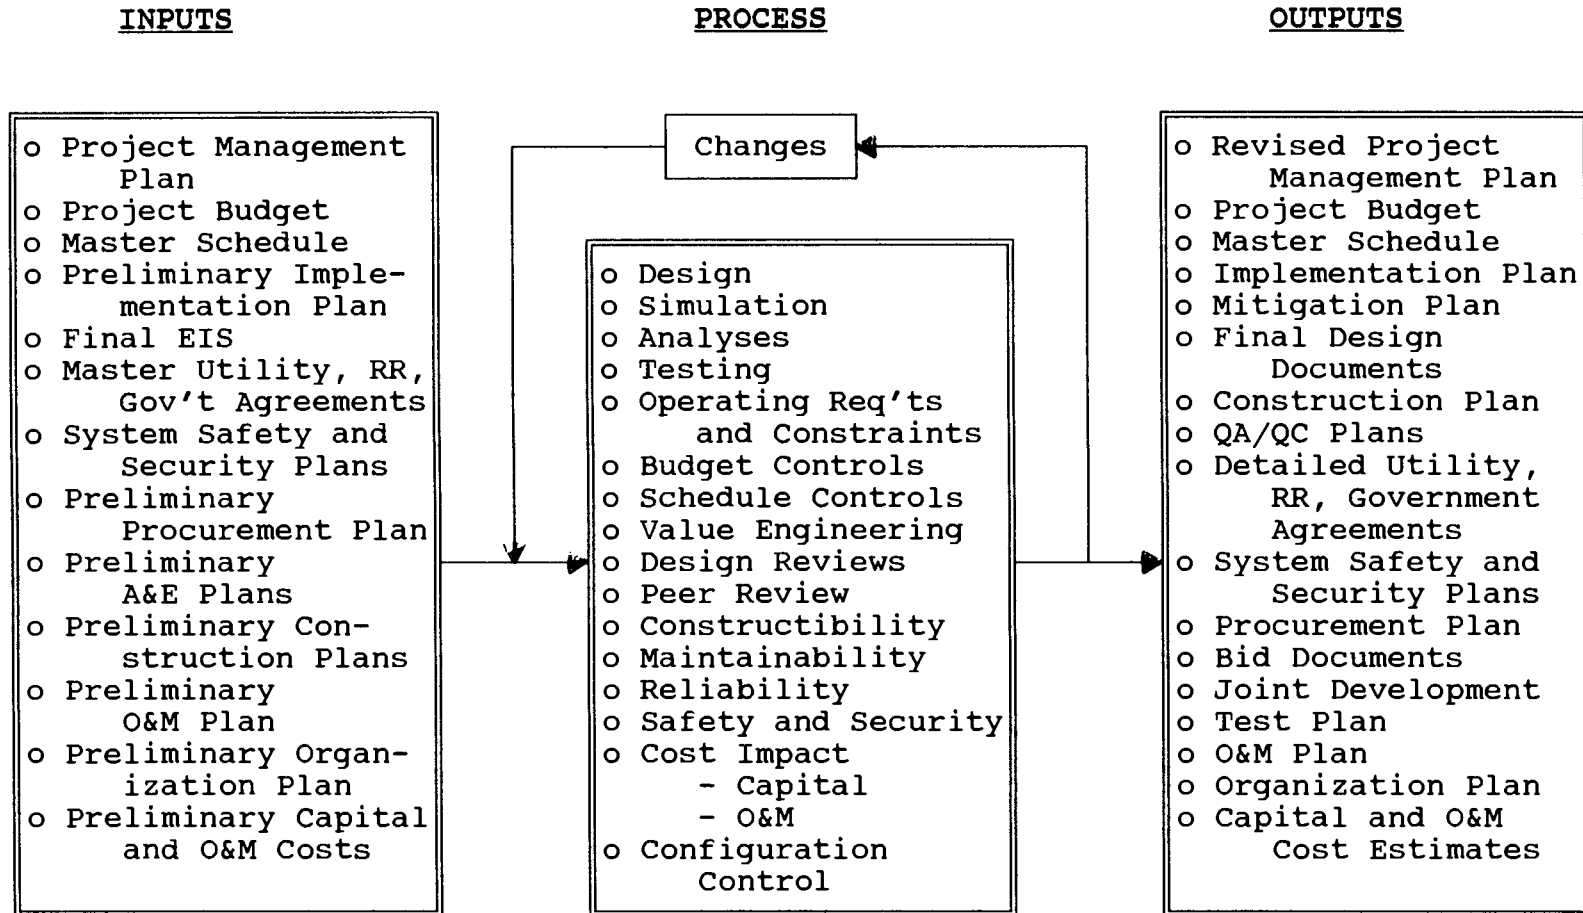 INPUTS
PROCESS
OUTPUTS
o Project Management
Plan
o Project Budget
o Master Schedule
o Preliminary Imple-
mentation Plan
o Final EIS
o Master Utility, RR,
Gov't Agreements
o System Safety and
Security Plans
o Preliminary
Procurement Plan
o Preliminary
A&E Plans
o Preliminary Con-
struction Plans
o Preliminary
O&M Plan
o Preliminary Organ-
ization Plan
o Preliminary Capital
and O&M Costs
Changes
o Design
o Simulation
o Analyses
o Testing
o Operating Req'ts
and Constraints
o Budget Controls
o Schedule Controls
o Value Engineering
o Design Reviews
o Peer Review
o Constructibility
o Maintainability
o Reliability
o Safety and Security
o Cost Impact
- Capital
- O&M
o Configuration
Control
o Revised Project
Management Plan
o Project Budget
o Master Schedule
o Implementation Plan
o Mitigation Plan
o Final Design
Documents
o Construction Plan
o QA/QC Plans
o Detailed Utility,
RR, Government
Agreements
o System Safety and
Security Plans
o Procurement Plan
o Bid Documents
o Joint Development
o Test Plan
o O&M Plan
o Organization Plan
o Capital and O&M
Cost Estimates